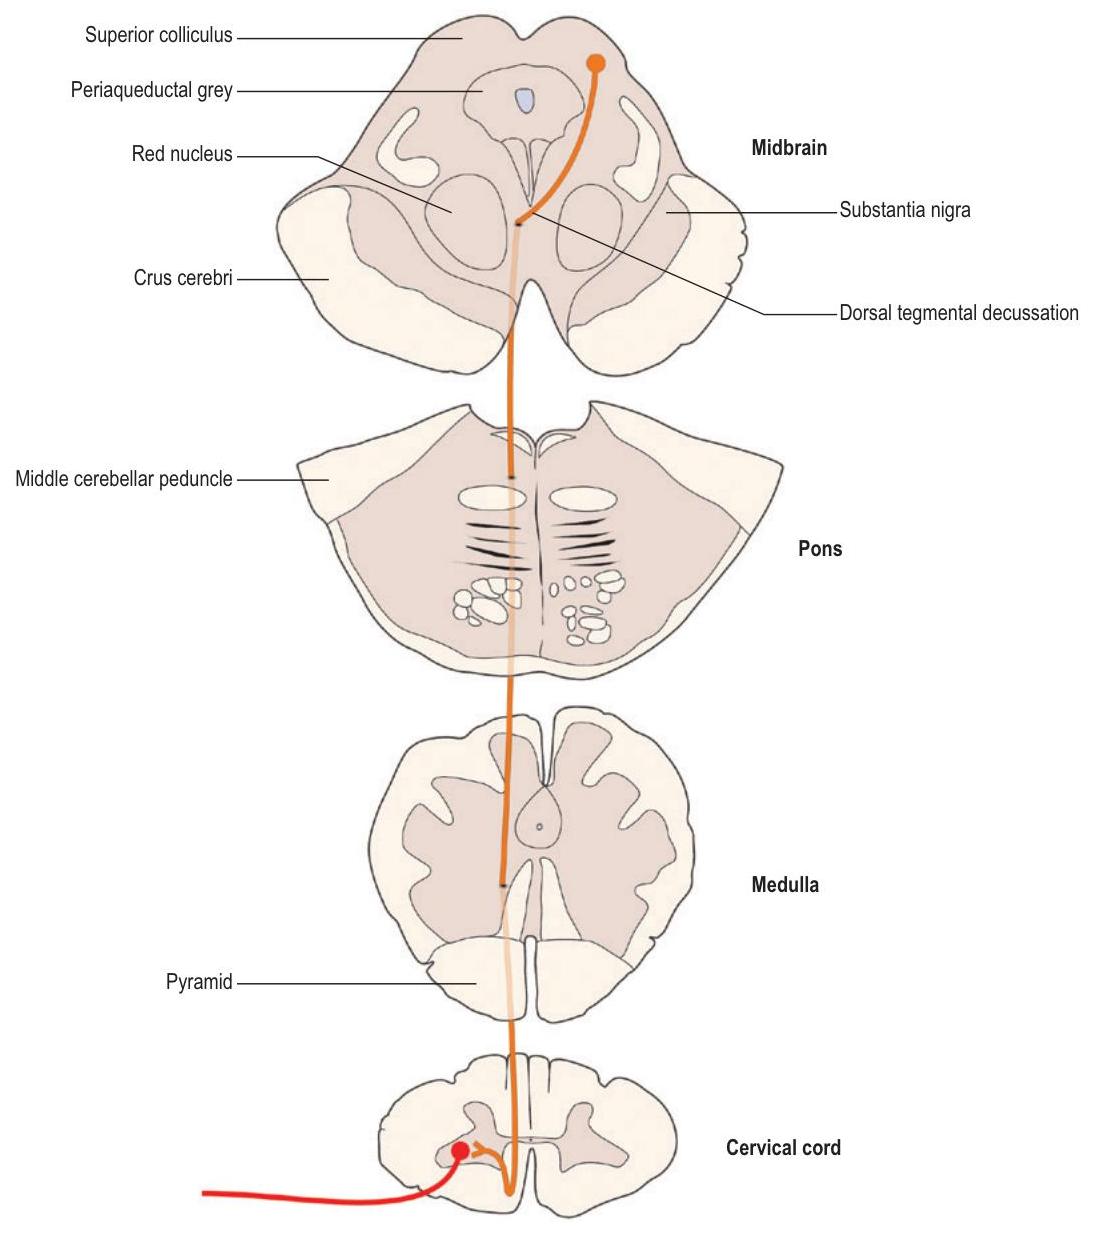 Superior colliculus
Periaqueductal grey
Midbrain
Red nucleus
Substantia nigra
Crus cerebri
Dorsal tegmental decussation
Middle cerebellar peduncle
Pons
Medulla
Pyramid
Cervical cord